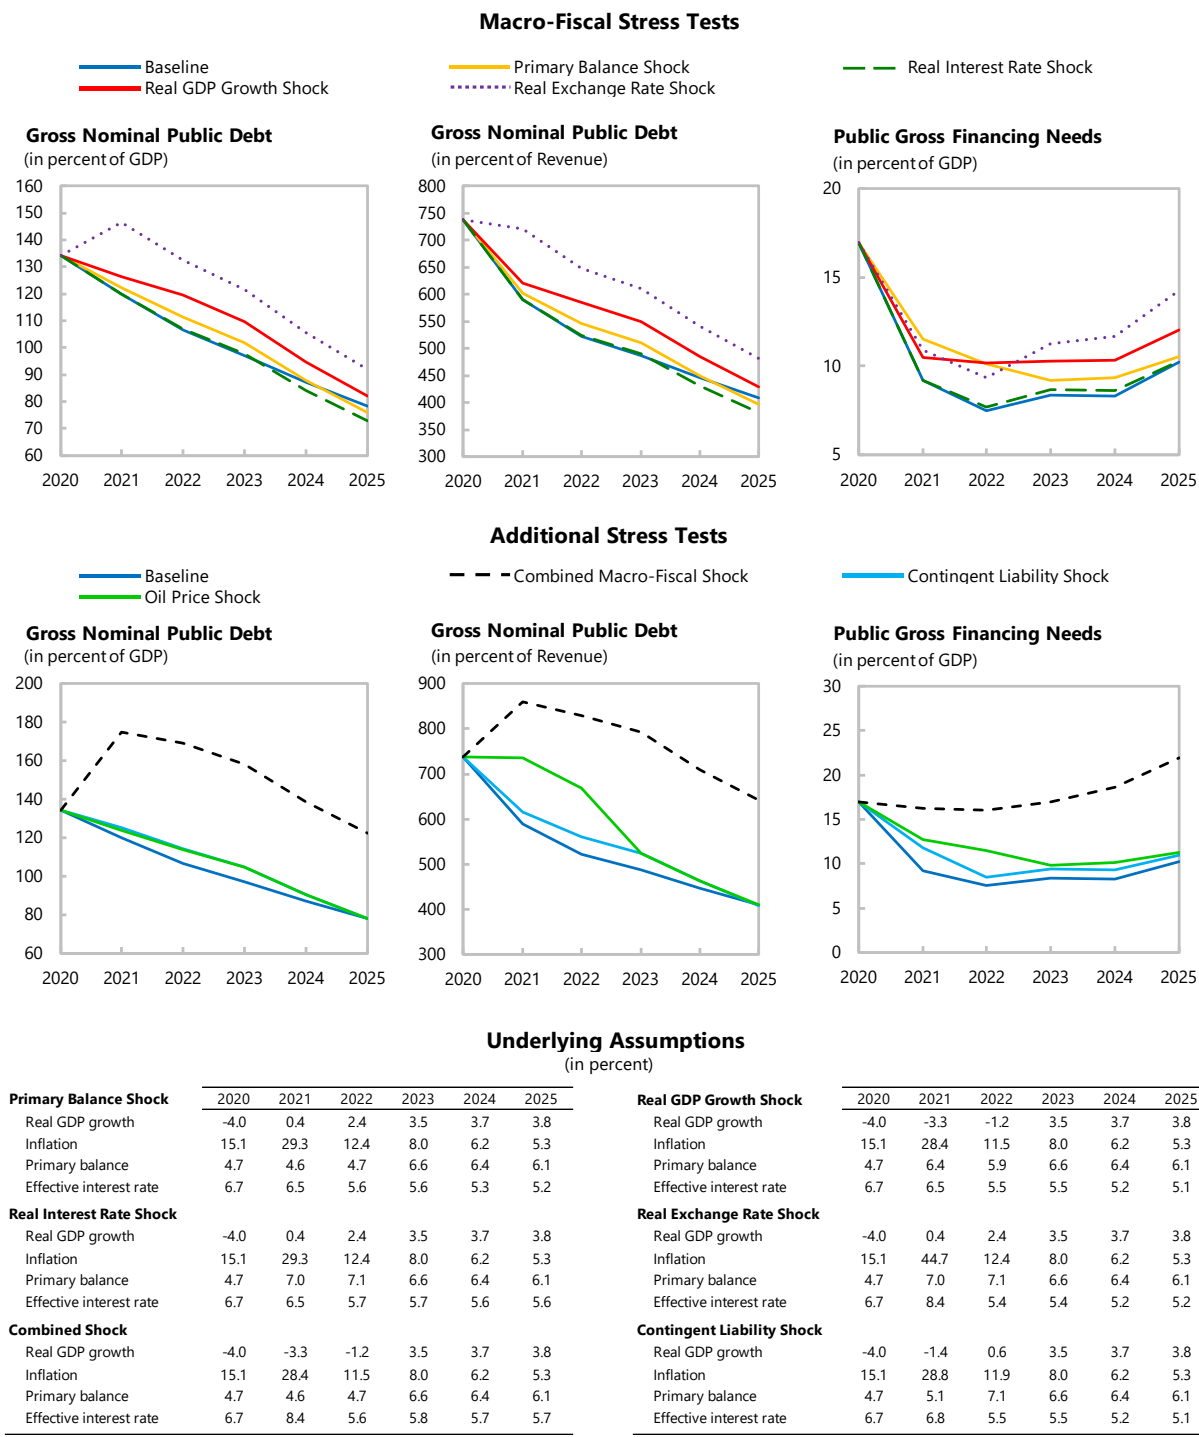 Macro-Fiscal Stress Tests
Baseline
Primary Balance Shock
Real Interest Rate Shock
Real GDP Growth Shock
Real Exchange Rate Shock
Gross Nominal Public Debt
(in percent of GDP)
160
150
140
130
120
110
100
90
80
70
60
2020 2021 2022 2023 2024 2025
Gross Nominal Public Debt
(in percent of Revenue)
800
750
700
650
600
550
500
450
400
350
300
2020 2021 2022 2023 2024 2025
Public Gross Financing Needs
(in percent of GDP)
20
15
10
5
2020 2021 2022 2023 2024 2025
Additional Stress Tests
Baseline
Combined Macro-Fiscal Shock
Contingent Liability Shock
Oil Price Shock
Gross Nominal Public Debt
(in percent of GDP)
200
180
160
140
120
100
80
60
2020 2021 2022 2023 2024 2025
Gross Nominal Public Debt
(in percent of Revenue)
900
800
700
600
500
400
300
2020 2021 2022 2023 2024 2025
Public Gross Financing Needs
(in percent of GDP)
30
25
20
15
10
5
0
2020 2021 2022 2023 2024 2025
Underlying Assumptions
(in percent)
Primary Balance Shock 2020 2021 2022 2023 2024 2025
Real GDP growth -4.0 0.4 2.4 3.5 3.7 3.8
Inflation 15.1 29.3 12.4 8.0 6.2 5.3
Primary balance 4.7 4.6 4.7 6.6 6.4 6.1
Effective interest rate 6.7 6.5 5.6 5.6 5.3 5.2
Real Interest Rate Shock
Real GDP growth -4.0 0.4 2.4 3.5 3.7 3.8
Inflation 15.1 29.3 12.4 8.0 6.2 5.3
Primary balance 4.7 7.0 7.1 6.6 6.4 6.1
Effective interest rate 6.7 6.5 5.7 5.7 5.6 5.6
Combined Shock
Real GDP growth -4.0 -3.3 -1.2 3.5 3.7 3.8
Inflation 15.1 28.4 11.5 8.0 6.2 5.3
Primary balance 4.7 4.6 4.7 6.6 6.4 6.1
Effective interest rate 6.7 8.4 5.6 5.8 5.7 5.7
Real GDP Growth Shock 2020 2021 2022 2023 2024 2025
Real GDP growth -4.0 -3.3 -1.2 3.5 3.7 3.8
Inflation 15.1 28.4 11.5 8.0 6.2 5.3
Primary balance 4.7 6.4 5.9 6.6 6.4 6.1
Effective interest rate 6.7 6.5 5.5 5.5 5.2 5.1
Real Exchange Rate Shock
Real GDP growth -4.0 0.4 2.4 3.5 3.7 3.8
Inflation 15.1 44.7 12.4 8.0 6.2 5.3
Primary balance 4.7 7.0 7.1 6.6 6.4 6.1
Effective interest rate 6.7 8.4 5.4 5.4 5.2 5.2
Contingent Liability Shock
Real GDP growth -4.0 -1.4 0.6 3.5 3.7 3.8
Inflation 15.1 28.8 11.9 8.0 6.2 5.3
Primary balance 4.7 5.1 7.1 6.6 6.4 6.1
Effective interest rate 6.7 6.8 5.5 5.5 5.2 5.1